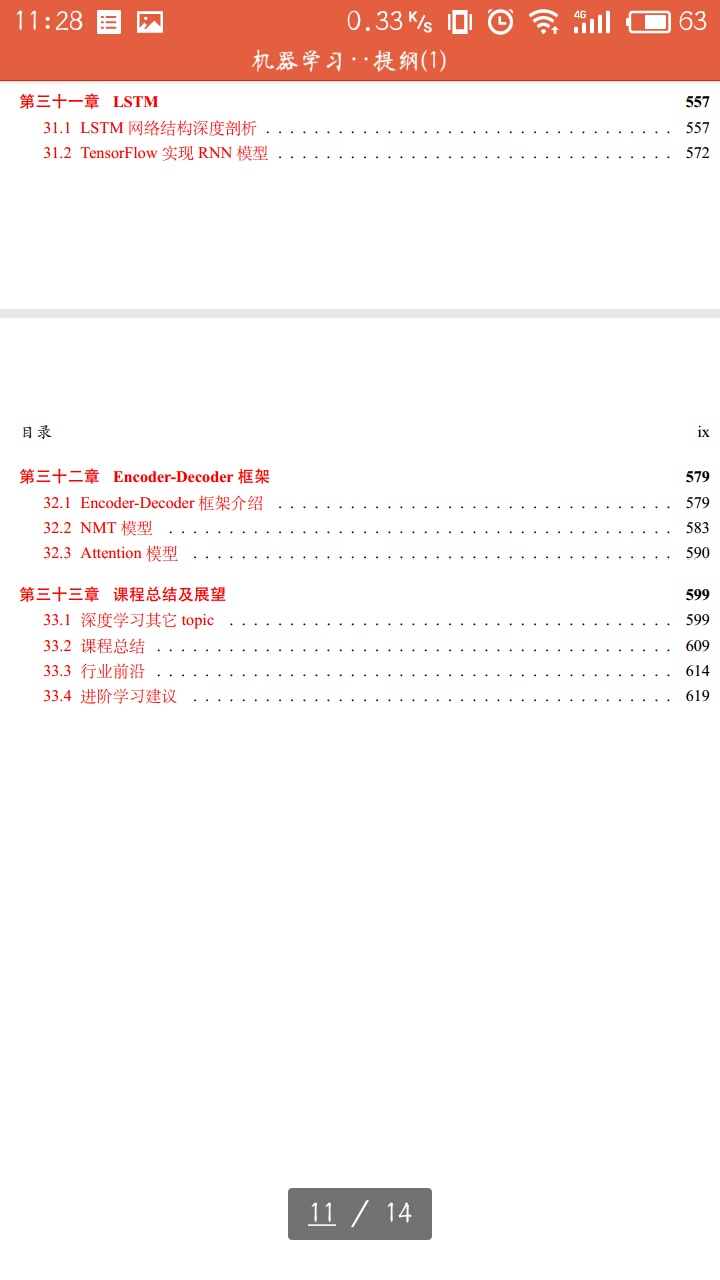 11:28 0.33 K/s 4G 63
机器学习··提纲(1)
第三十一章 LSTM 557
31.1 LSTM 网络结构深度剖析 . . . . . . . . . . . . . . . . . . . . . . . . . . . . . . . . . . 557
31.2 TensorFlow 实现 RNN 模型 . . . . . . . . . . . . . . . . . . . . . . . . . . . . . . . . . 572
目录 ix
第三十二章 Encoder-Decoder 框架 579
32.1 Encoder-Decoder 框架介绍 . . . . . . . . . . . . . . . . . . . . . . . . . . . . . . . . . 579
32.2 NMT 模型 . . . . . . . . . . . . . . . . . . . . . . . . . . . . . . . . . . . . . . . . . . 583
32.3 Attention 模型 . . . . . . . . . . . . . . . . . . . . . . . . . . . . . . . . . . . . . . . . 590
第三十三章 课程总结及展望 599
33.1 深度学习其它 topic . . . . . . . . . . . . . . . . . . . . . . . . . . . . . . . . . . . . . 599
33.2 课程总结 . . . . . . . . . . . . . . . . . . . . . . . . . . . . . . . . . . . . . . . . . . . 609
33.3 行业前沿 . . . . . . . . . . . . . . . . . . . . . . . . . . . . . . . . . . . . . . . . . . . 614
33.4 进阶学习建议 . . . . . . . . . . . . . . . . . . . . . . . . . . . . . . . . . . . . . . . . 619
11 / 14